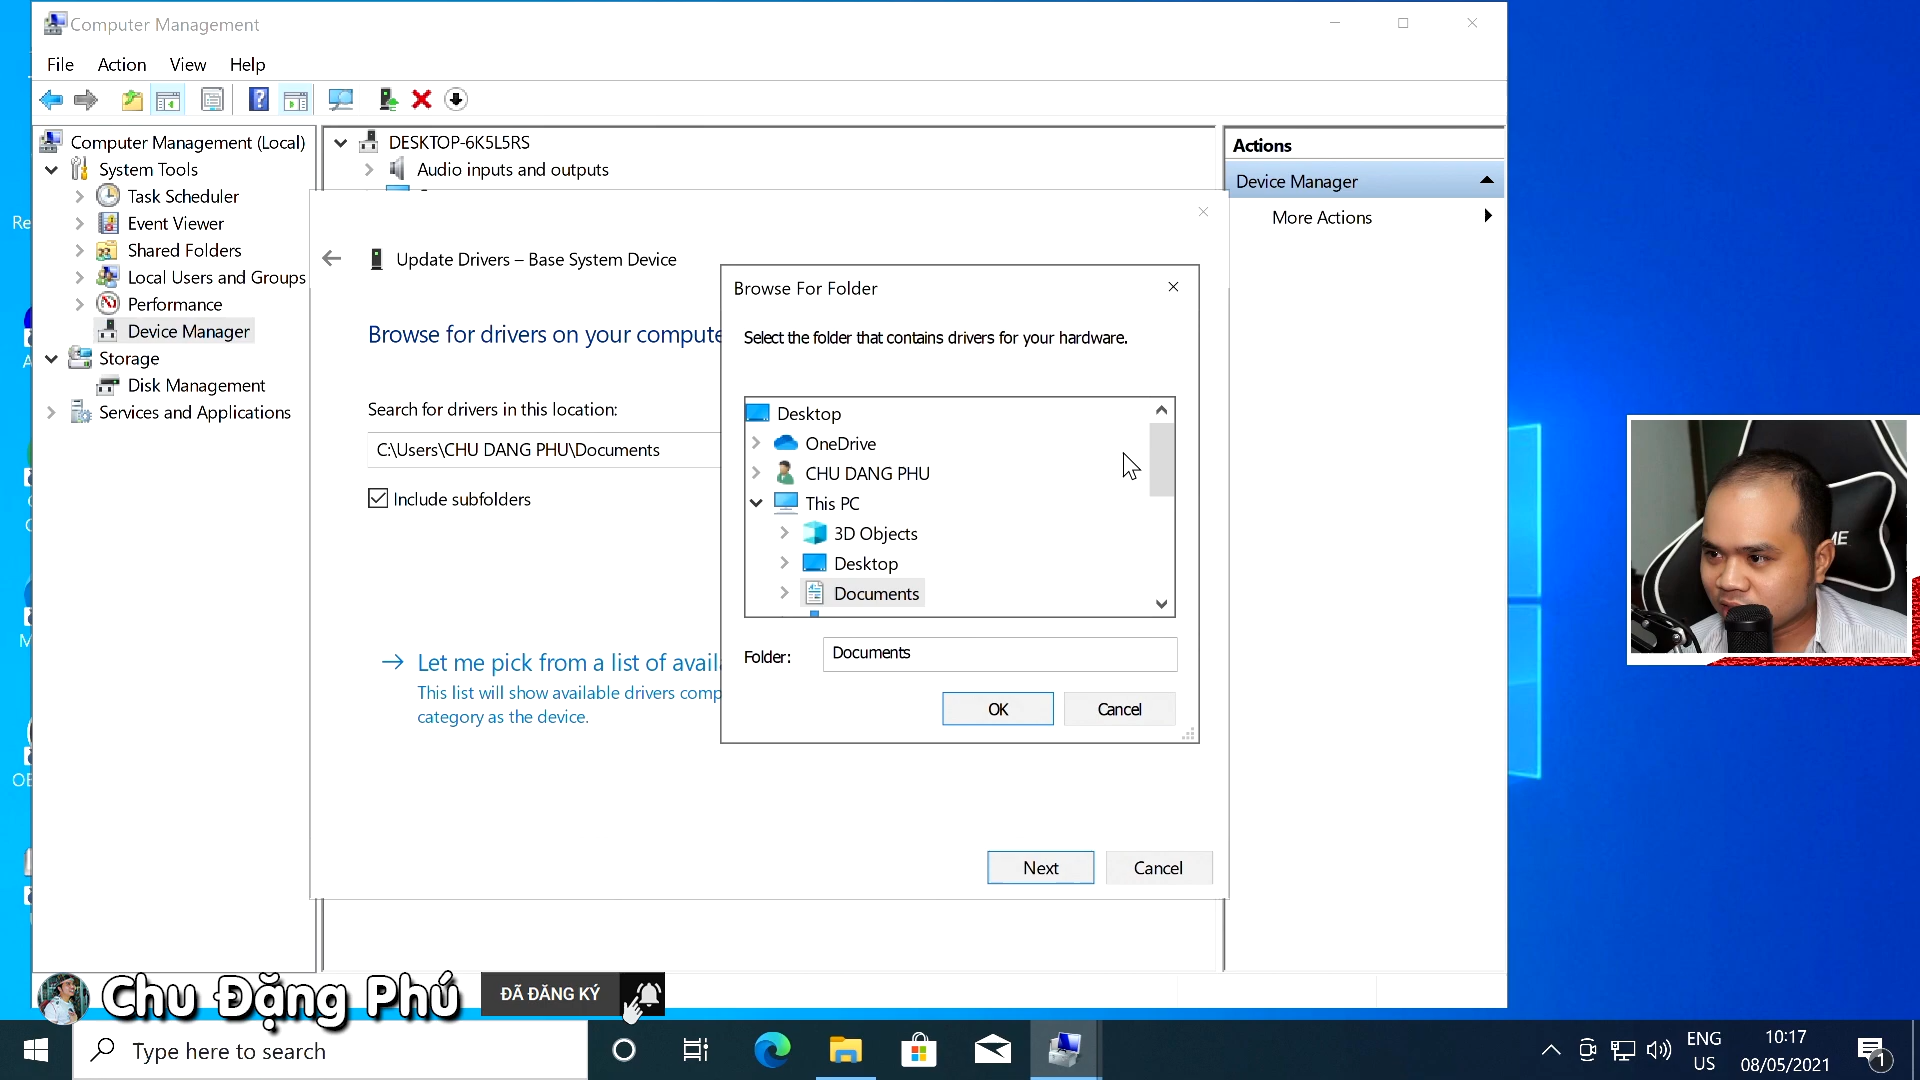 Computer Management
File Action View Help
Computer Management (Local)
System Tools
Task Scheduler
Event Viewer
Shared Folders
Local Users and Groups
Performance
Device Manager
Storage
Disk Management
Services and Applications
DESKTOP-6K5L5RS
Audio inputs and outputs
Actions
Device Manager
More Actions
Update Drivers – Base System Device
Browse for drivers on your compute
Search for drivers in this location:
C:\Users\CHU DANG PHU\Documents
Include subfolders
Let me pick from a list of avail
This list will show available drivers comp
category as the device.
Next
Cancel
Browse For Folder
Select the folder that contains drivers for your hardware.
Desktop
OneDrive
CHU DANG PHU
This PC
3D Objects
Desktop
Documents
Folder: Documents
OK
Cancel
Re
Chu Đặng Phú
ĐÃ ĐĂNG KÝ
Type here to search
ENG
US
10:17
08/05/2021
1